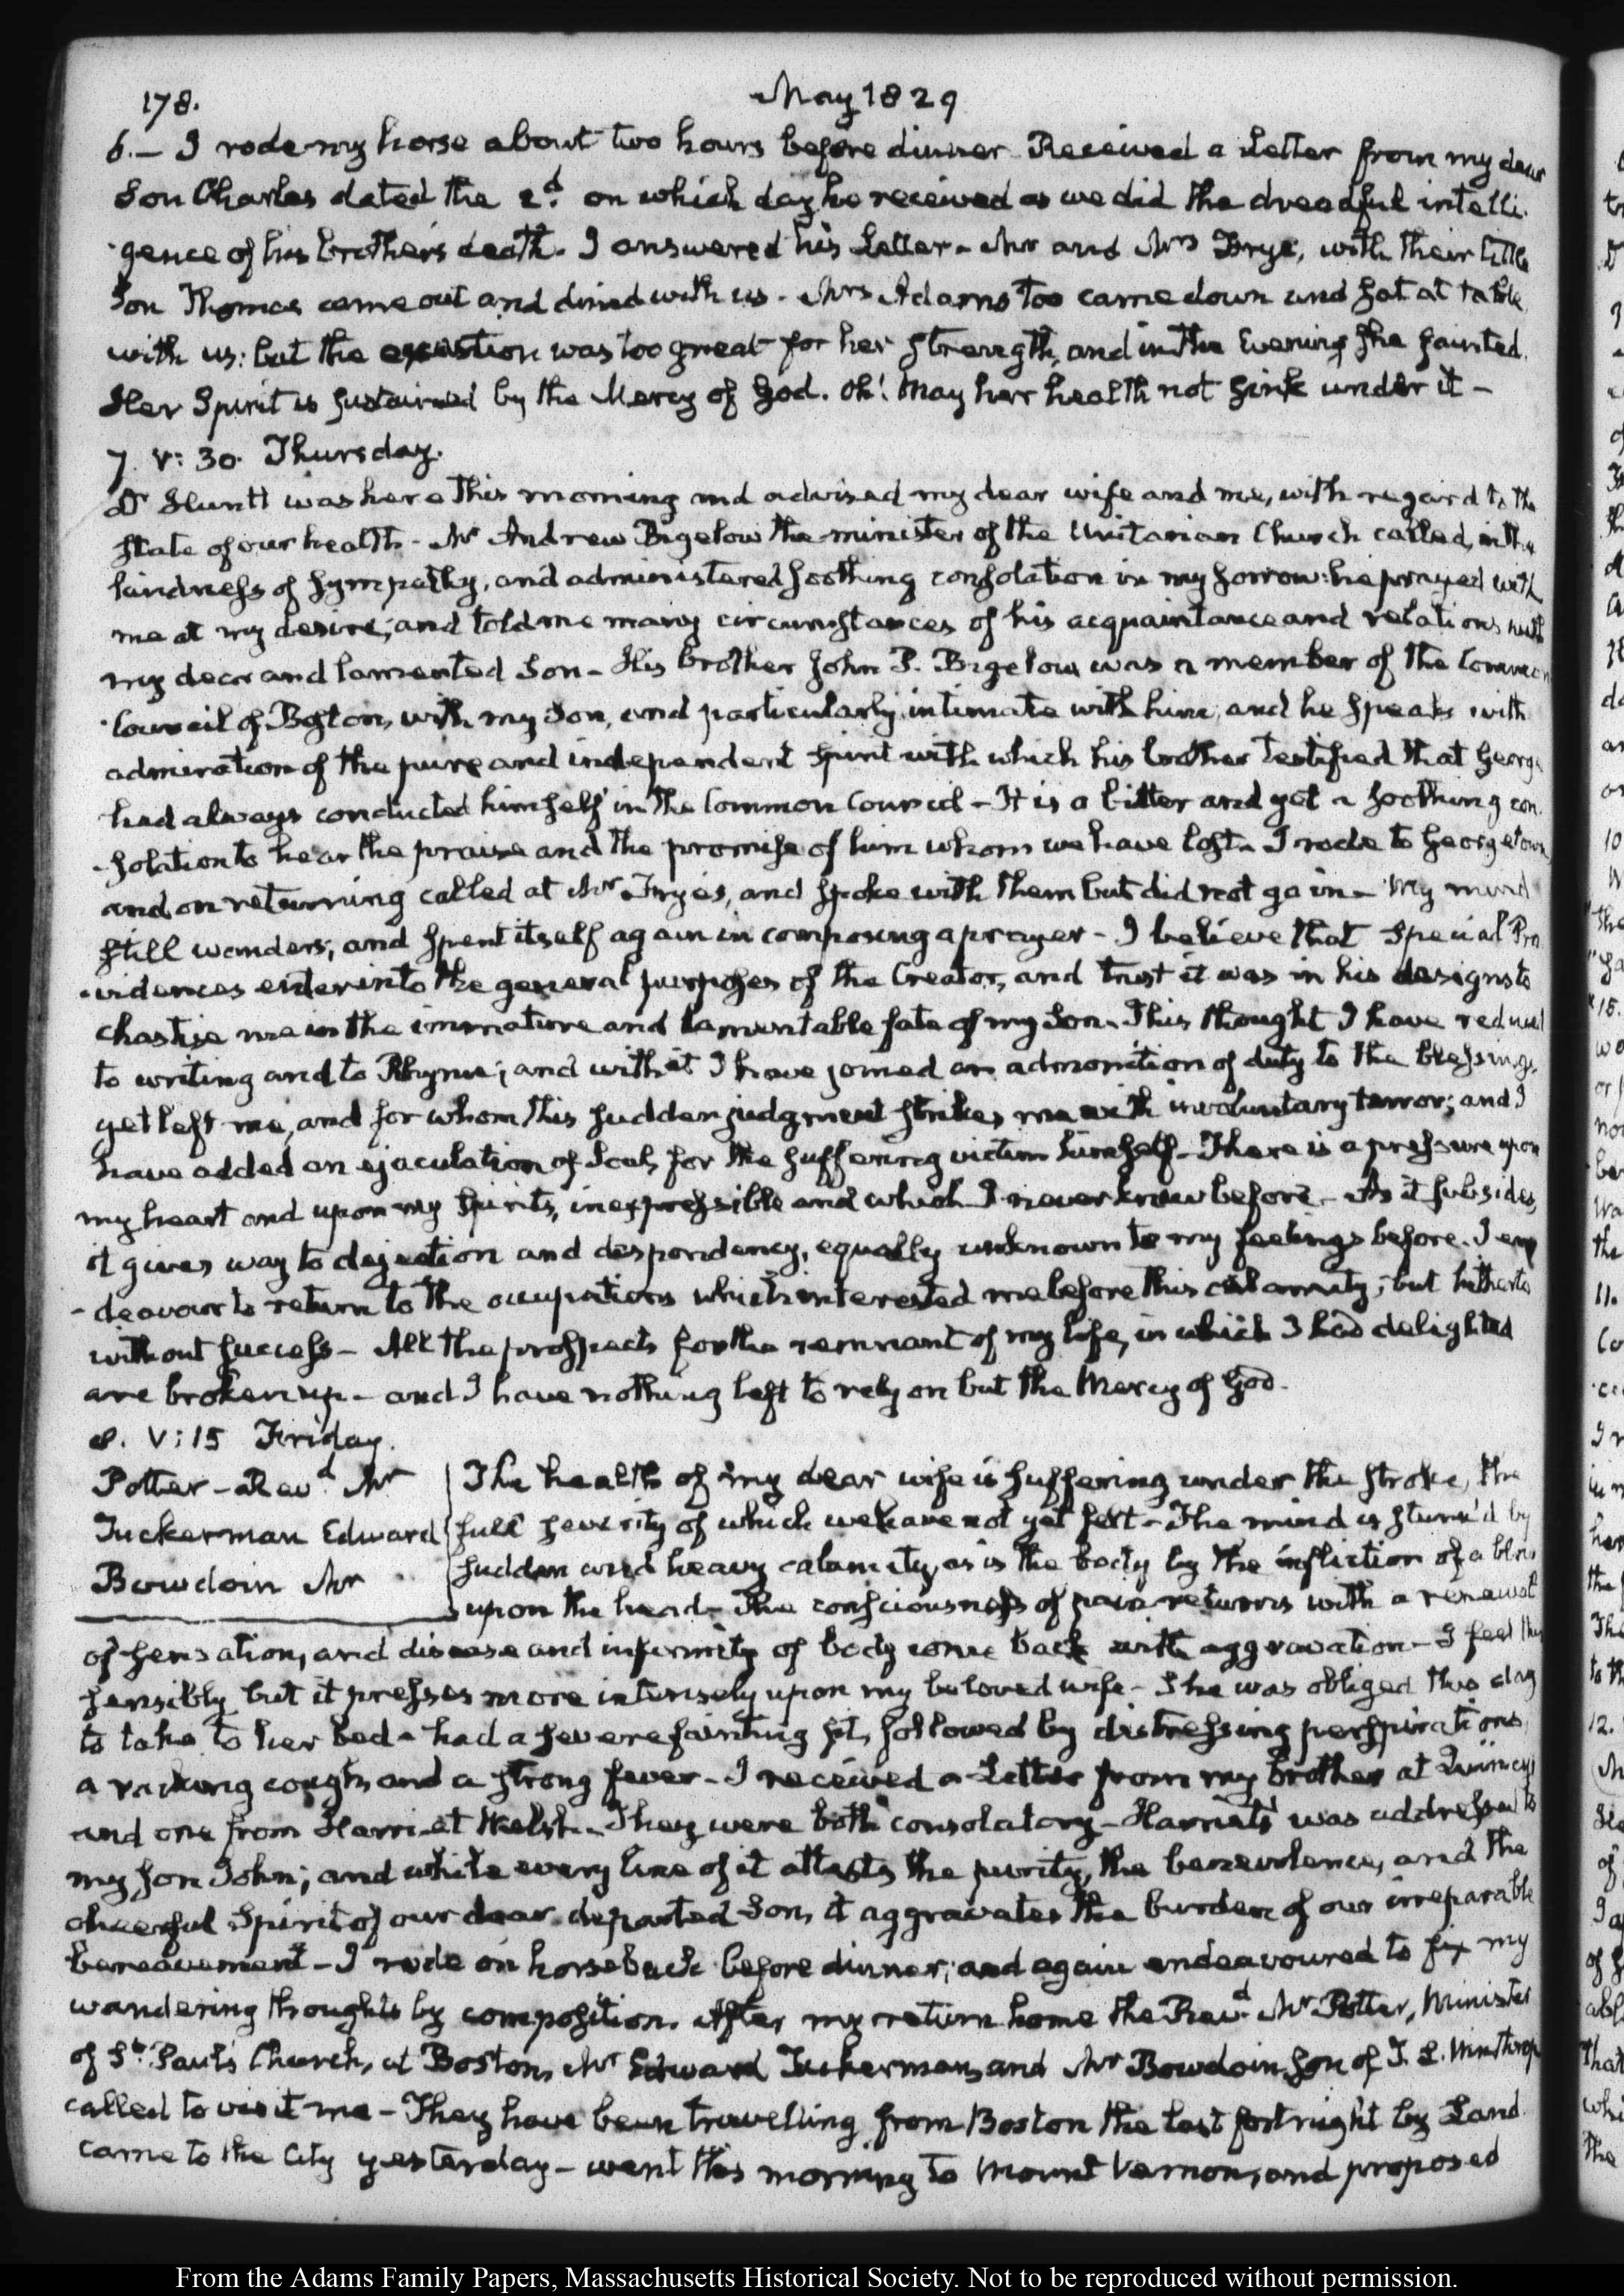 178.
May 1829
6.— I rode my horse about two hours before dinner. Received a Letter from my dear
Son Charles dated the 2d. on which day he received as we did the dreadful intelli-
-gence of his brother's death. I answered his Letter— Mr and Mrs Frye, with their little
Son Thomas came out and dined with us. Mrs Adams too came down and sat at table
with us: but the exertion was too great for her strength, and in the Evening she fainted.
Her Spirit is sustained by the Mercy of God. Oh! May her health not sink under it—
7. V: 30. Thursday.
Dr Huntt was here this morning and advised my dear wife and me, with regard to the
state of our health— Mr Andrew Bigelow the minister of the Unitarian Church called, in the
kindness of sympathy, and administered soothing consolation in my sorrow: he prayed with
me at my desire; and told me many circumstances of his acquaintance and relations with
my dear and lamented Son— His brother John P. Bigelow was a member of the Common
Council of Boston, with my Son, and particularly intimate with him, and he speaks with
admiration of the pure and independent spirit with which his brother testified that George
had always conducted himself in the Common Council— It is a bitter and yet a soothing con-
-solation to hear the praise and the promise of him whom we have lost. I rode to Georgetown
and on returning called at Mr Frye's, and spoke with them but did not go in— My mind
still wanders; and spent itself again in composing a prayer— I believe that Special Pro-
-vidences enter into the general purposes of the Creator, and trust it was in his designs to
chastise me in the immature and lamentable fate of my Son. This thought I have reduced
to writing and to Rhyme; and with it I have joined an admonition of duty to the blessings
yet left me, and for whom this sudden judgment strikes me with involuntary terror; and I
have added an ejaculation of Soul, for the suffering victim himself— There is a pressure upon
my heart and upon my Spirits, inexpressible and which I never knew before— As it subsides,
it gives way to dejection and despondency, equally unknown to my feelings before. I en-
-deavour to return to the occupations which interested me before this calamity; but hitherto
without success— All the prospects for the remnant of my life, in which I had delighted
are broken up— and I have nothing left to rely on but the Mercy of God.
8. V: 15 Friday.
Potter—Revd. Mr
Tuckerman Edward
Bowdoin Mr
The health of my dear wife is suffering under the stroke, the
full severity of which we have not yet felt— The mind is stunn'd by
sudden and heavy calamity, as is the body by the infliction of a blow
upon the head— The consciousness of pain returns with a renewal
of sensation, and disease and infirmity of body come back with aggravation— I feel this
sensibly but it presses more intensely upon my beloved wife— She was obliged this day
to take to her bed— had a severe fainting fit, followed by distressing perspirations,
a racking cough, and a strong fever— I received a Letter from my brother at Quincy,
and one from Harriet Welsh— They were both consolatory— Harriet's was addressed to
my son John; and while every line of it attests the purity, the benevolence, and the
cheerful Spirit of our dear departed Son, it aggravates the burden of our irreparable
bereavement— I rode on horseback before dinner; and again endeavoured to fix my
wandering thoughts by composition. After my return home the Revd. Mr Potter, Minister
of St. Paul's Church, at Boston, Mr Edward Tuckerman, and Mr Bowdoin, son of T. L. Winthrop
called to visit me— They have been travelling from Boston the last fortnight by Land
came to the City yesterday— went this morning to Mount Vernon, and proposed
From the Adams Family Papers, Massachusetts Historical Society. Not to be reproduced without permission.